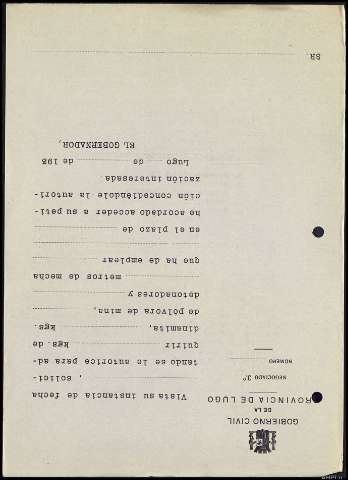 GOBIERNO CIVIL
DE LA
PROVINCIA DE LUGO
NEGOCIADO 3º
NÚMERO
Vista su instancia de fecha
, solici-
tando se le autorice para ad-
quirir kgs. de
dinamita, kgs.
de pólvora de mina,
detonadores y
metros de mecha
que ha de emplear
en el plazo de
he acordado acceder a su peti-
ción concediéndole la autori-
zación interesada.
Lugo de de 195
EL GOBERNADOR,
SR.